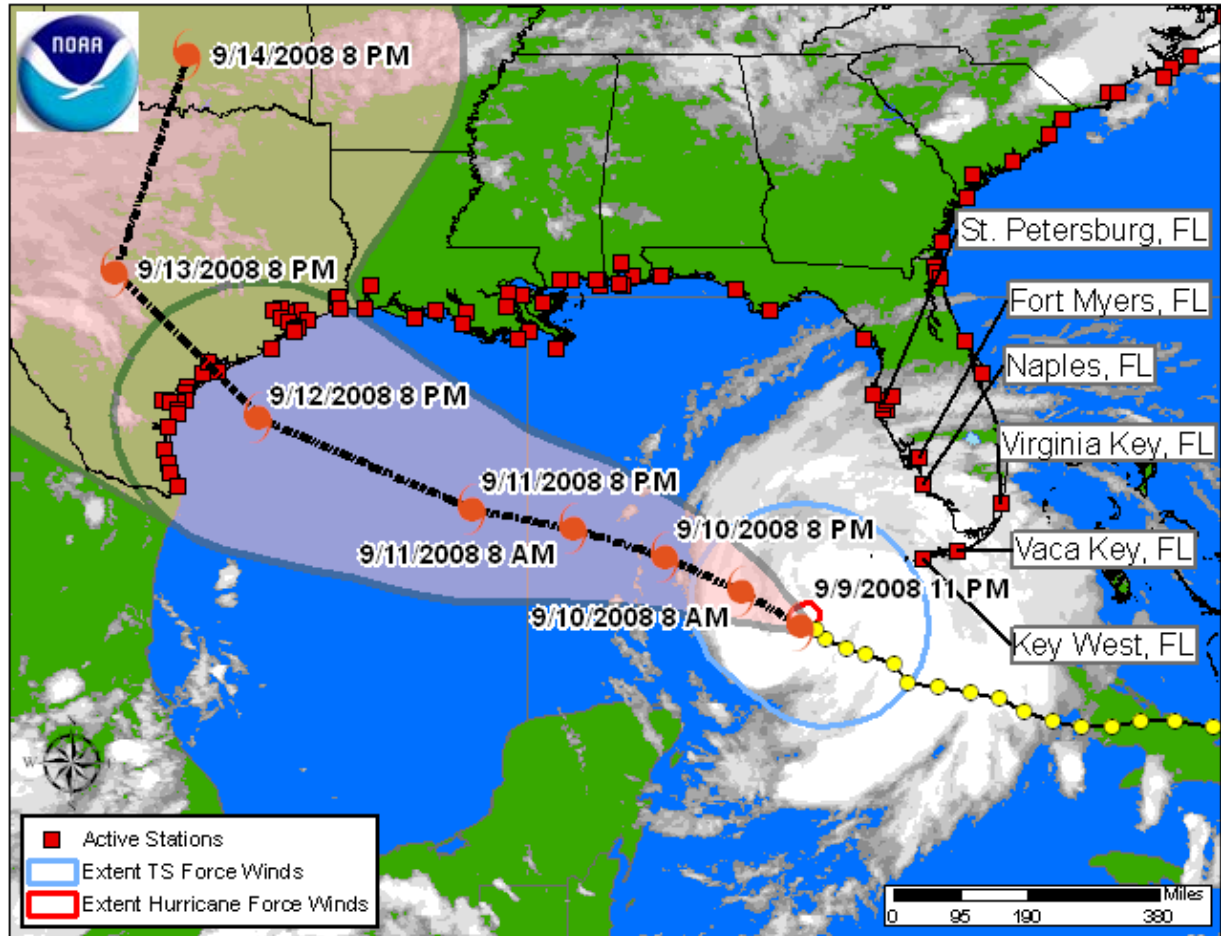 NOAA
9/14/2008 8 PM
St. Petersburg, FL
9/13/2008 8 PM
Fort Myers, FL
Naples, FL
9/12/2008 8 PM
Virginia Key, FL
9/11/2008 8 PM
9/10/2008 8 PM
9/11/2008 8 AM
Vaca Key, FL
9/9/2008 11 PM
9/10/2008 8 AM
Key West, FL
W
Active Stations
Extent TS Force Winds
Extent Hurricane Force Winds
Miles
0 95 190 380